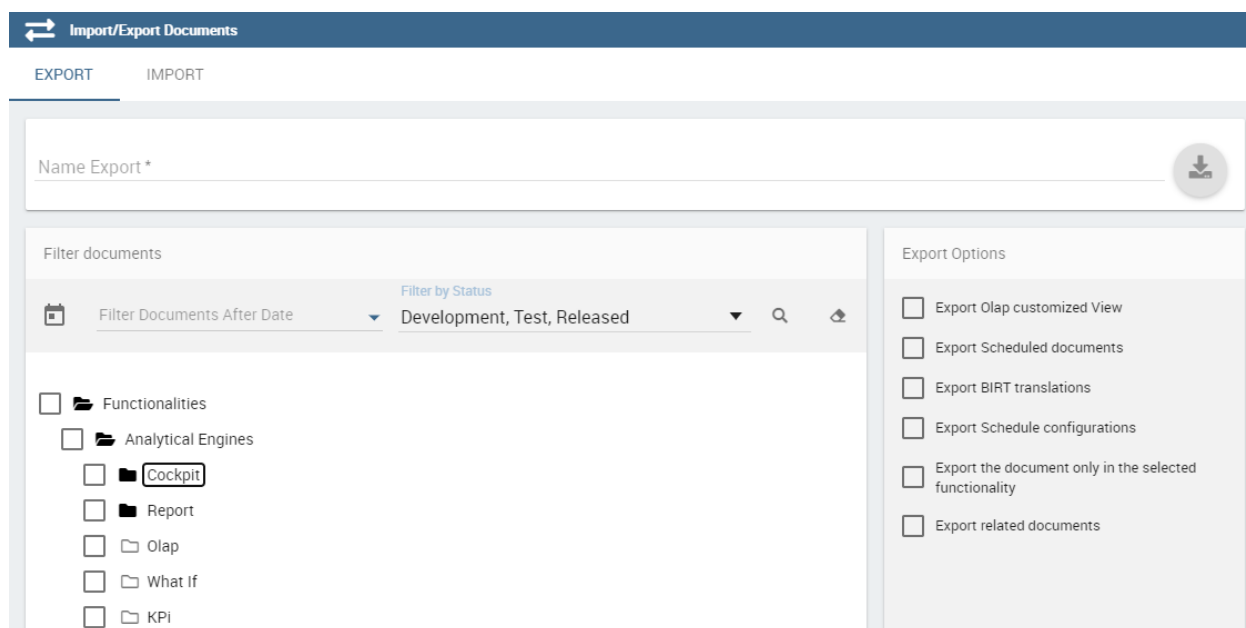 Import/Export Documents
EXPORT IMPORT
Name Export *
Filter documents
Filter Documents After Date
Filter by Status
Development, Test, Released
Functionalities
Analytical Engines
Cockpit
Report
Olap
What If
KPi
Export Options
Export Olap customized View
Export Scheduled documents
Export BIRT translations
Export Schedule configurations
Export the document only in the selected
functionality
Export related documents